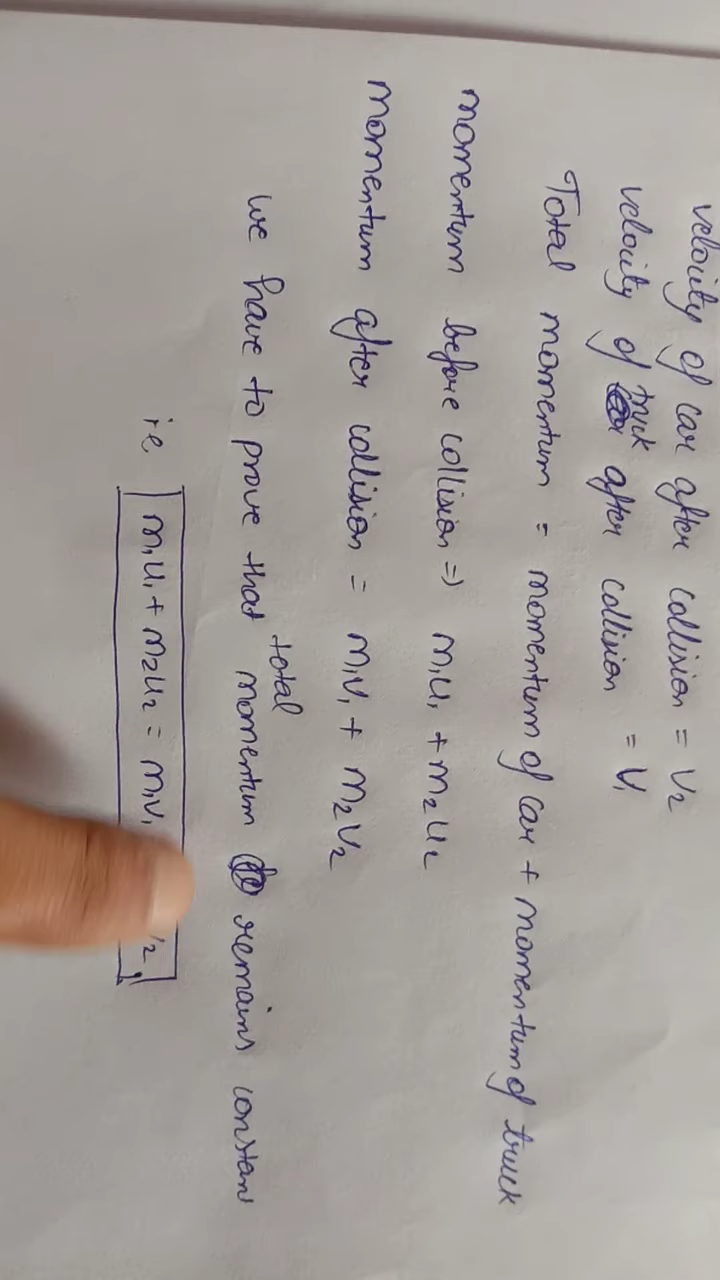 velocity of car after collision = V2
velocity of truck after collision = V1
Total momentum = momentum of car + momentum of truck
momentum before collision => m1u1 + m2u2
momentum after collision = m1v1 + m2v2
we have to prove that total momentum remains constan
ie m1u1 + m2u2 = m1v1